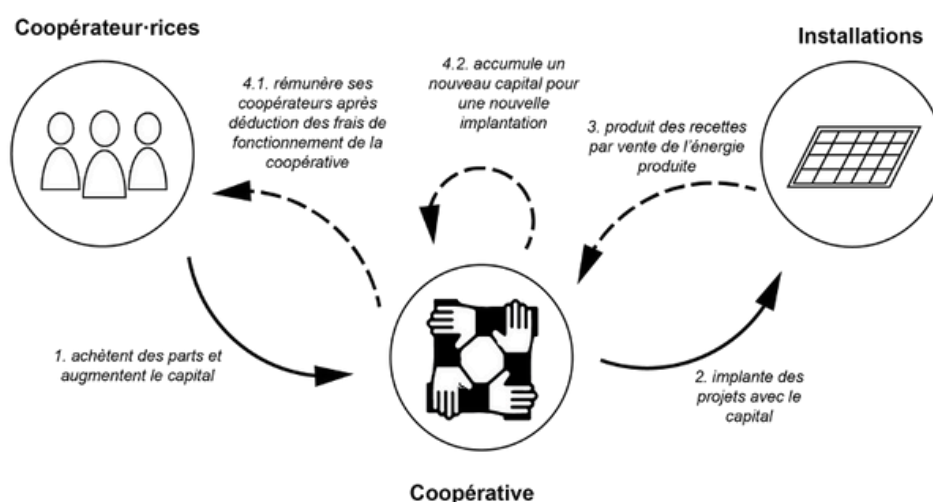 Coopérateur·rices
4.1. rémunère ses
coopérateurs après
déduction des frais de
fonctionnement de la
coopérative
4.2. accumule un
nouveau capital pour
une nouvelle
implantation
Installations
3. produit des recettes
par vente de l’énergie
produite
1. achètent des parts et
augmentent le capital
2. implante des
projets avec le
capital
Coopérative